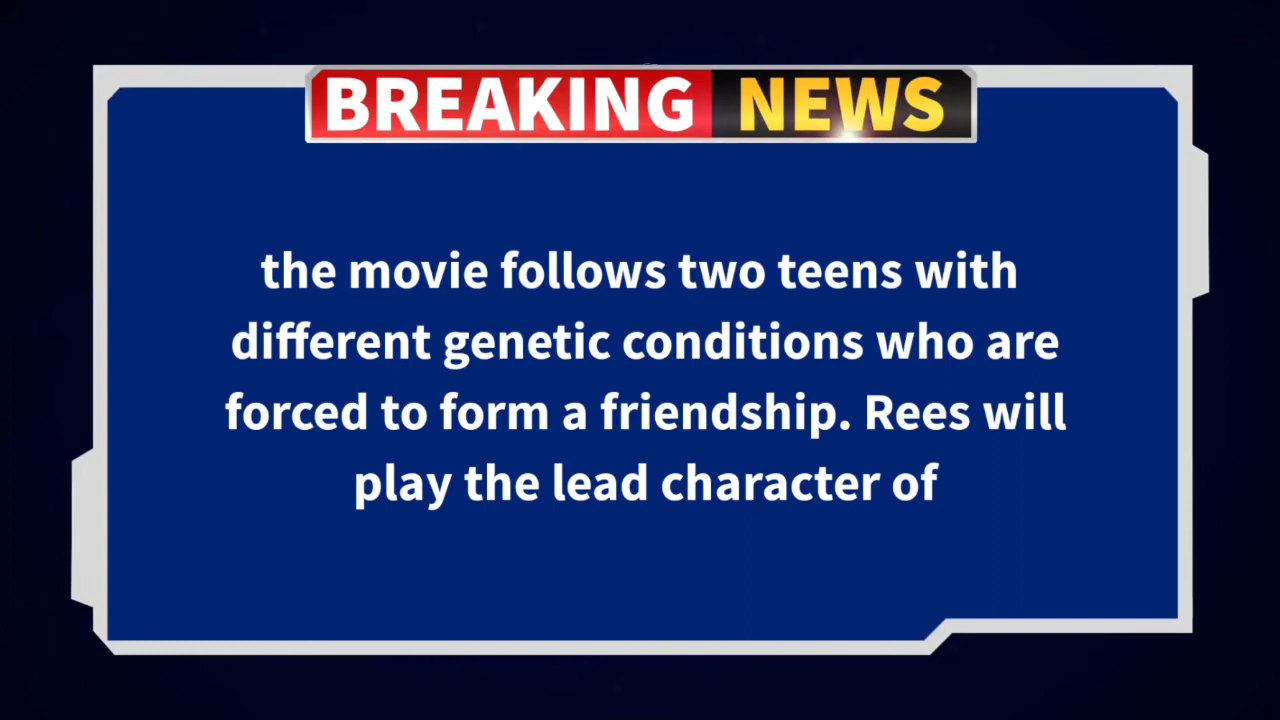 BREAKING NEWS
the movie follows two teens with
different genetic conditions who are
forced to form a friendship. Rees will
play the lead character of